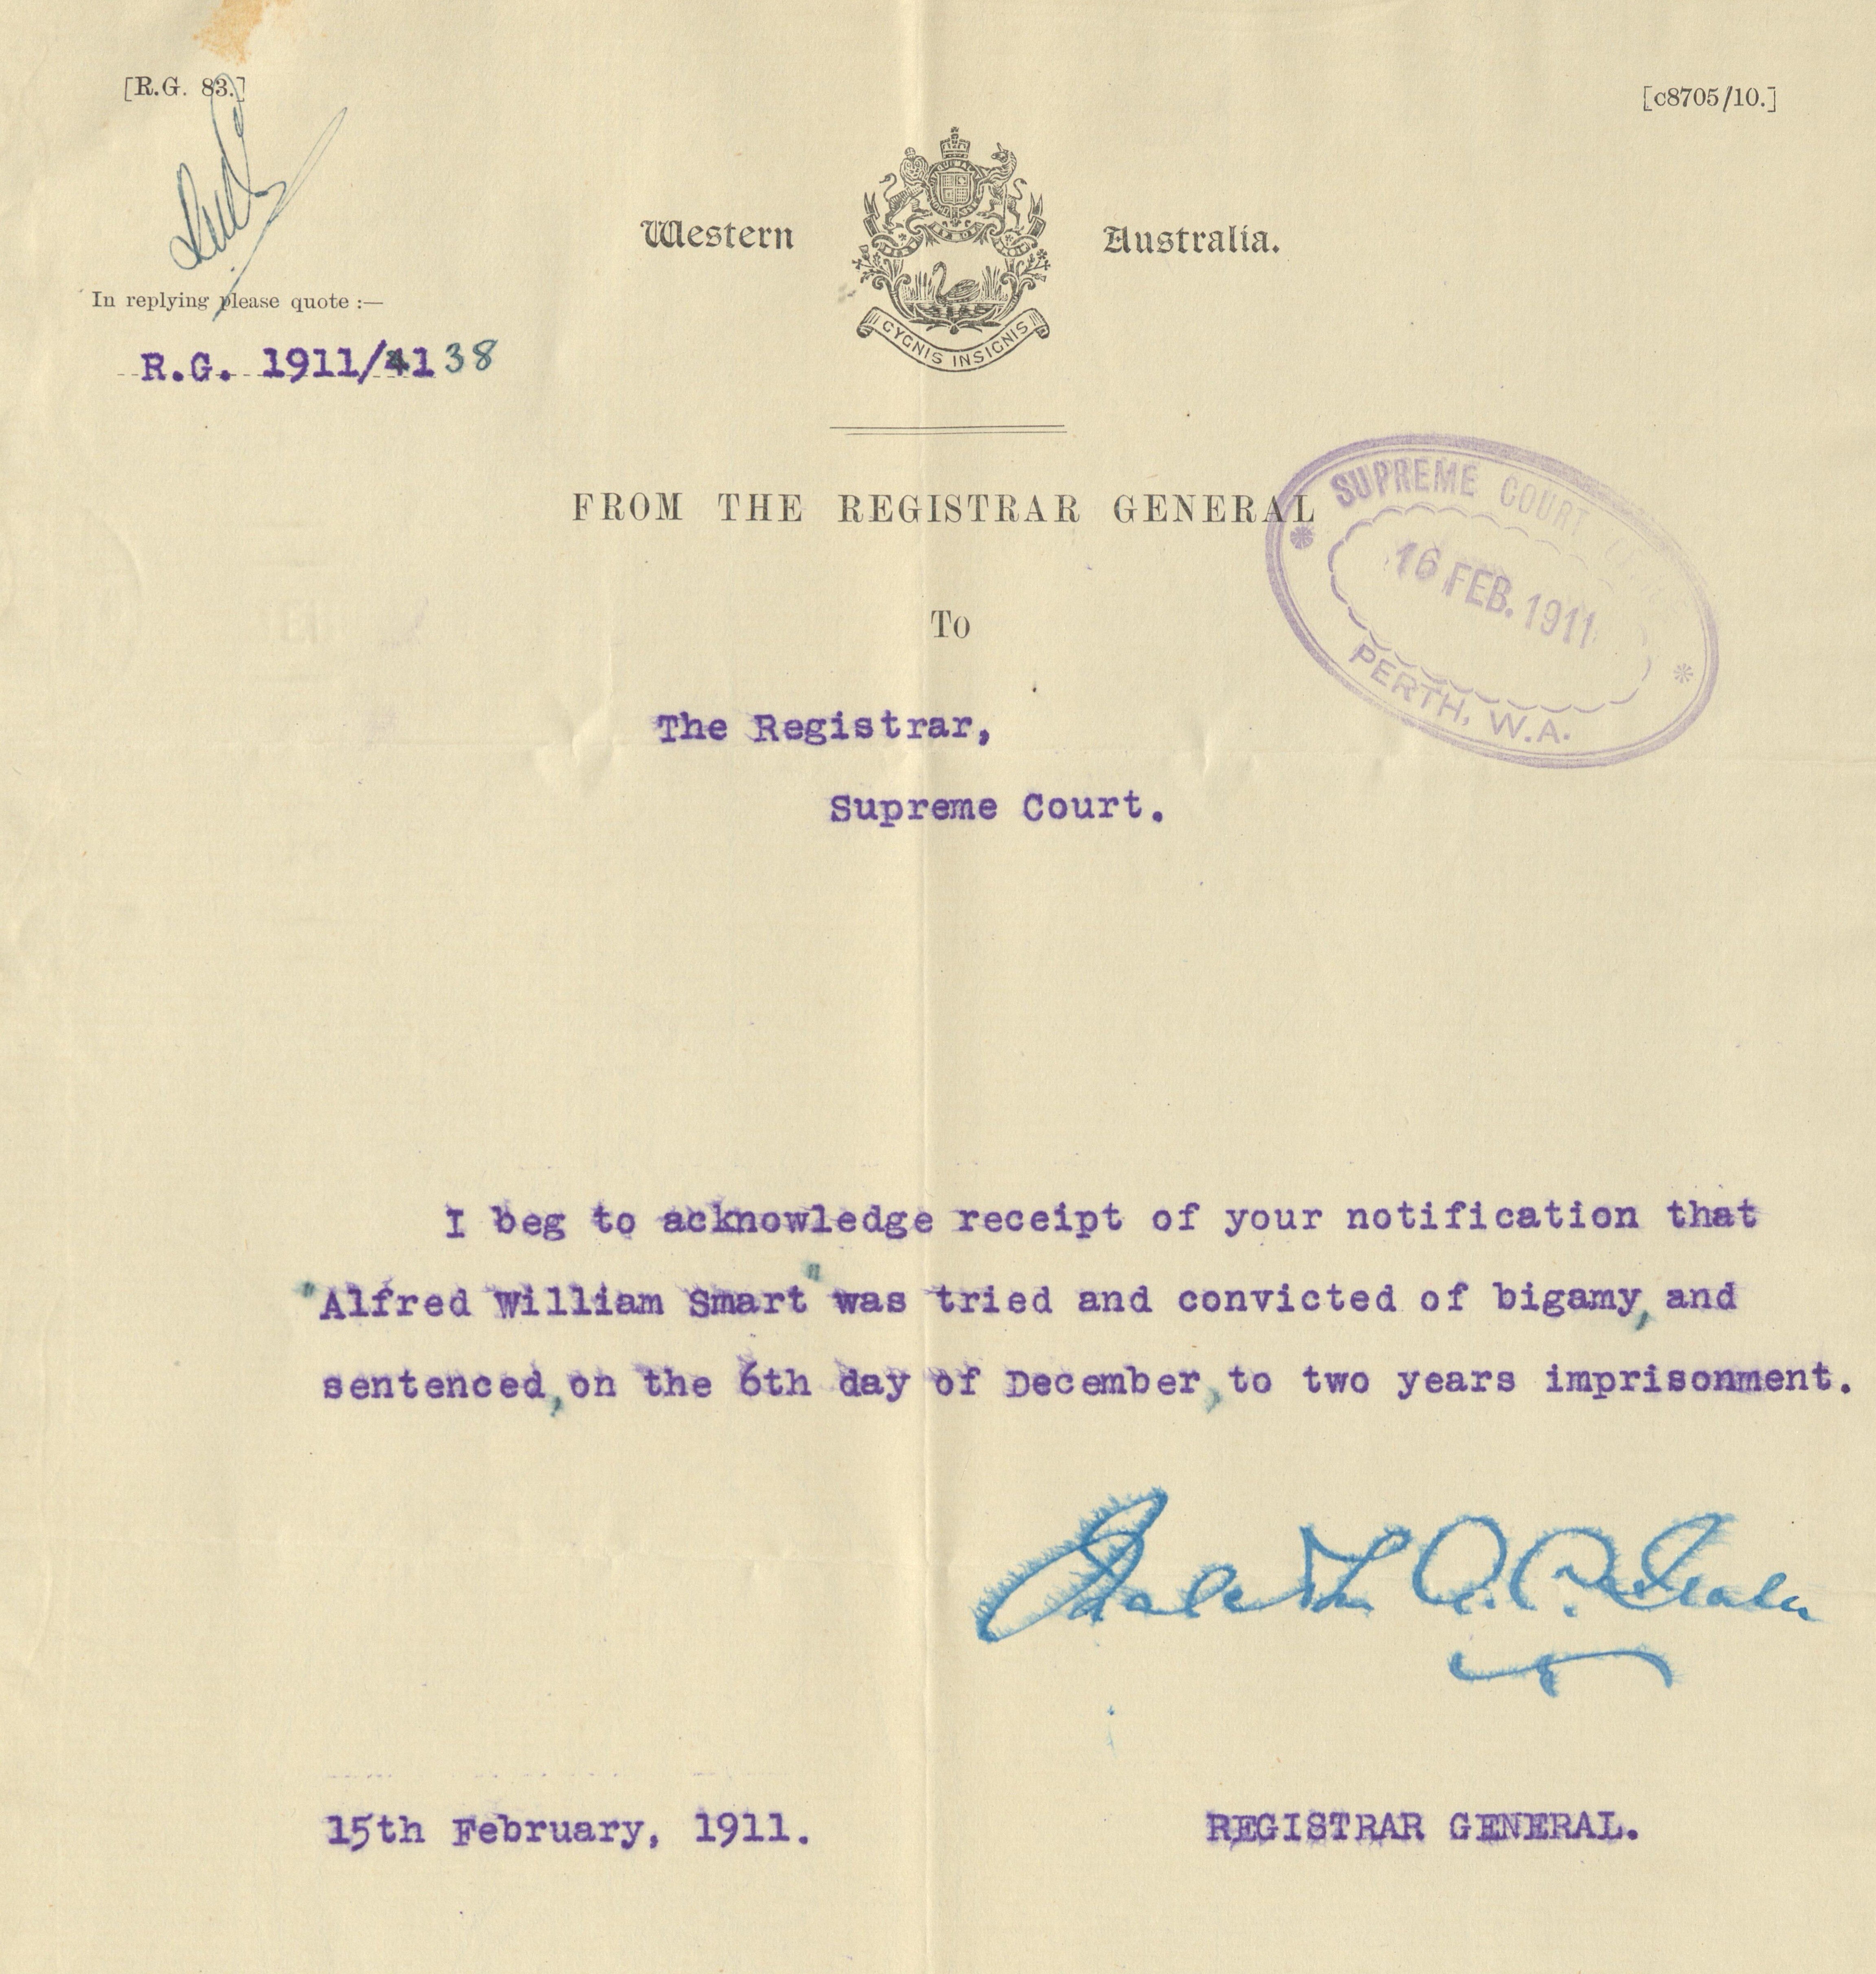 [R.G. 83.]
[c8705/10.]
Western Australia.
CYGNIS INSIGNIS
In replying please quote :—
R.G. 1911/4138
FROM THE REGISTRAR GENERAL
SUPREME COURT OFFICE
16 FEB. 1911
PERTH, W.A.
To
The Registrar,
Supreme Court.
I beg to acknowledge receipt of your notification that
"Alfred William Smart" was tried and convicted of bigamy, and
sentenced, on the 6th day of December, to two years imprisonment.
15th February, 1911.
REGISTRAR GENERAL.